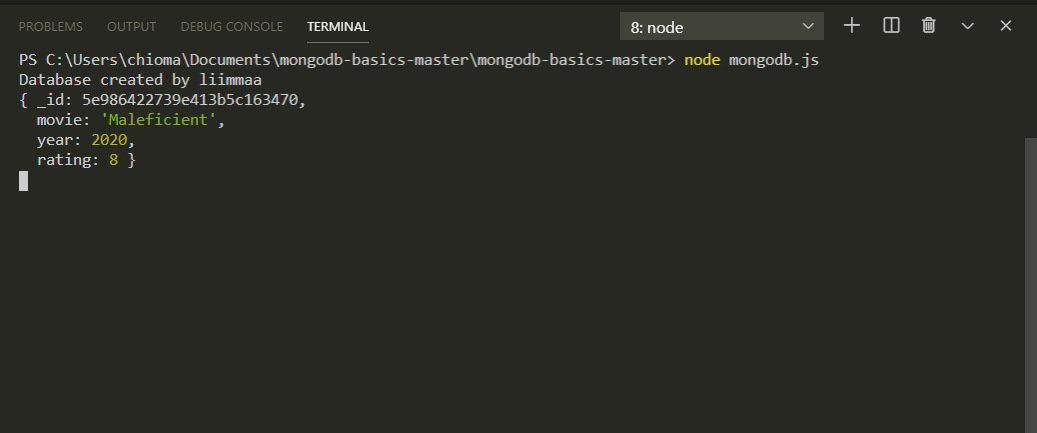 PROBLEMS OUTPUT DEBUG CONSOLE TERMINAL 8: node
PS C:\Users\chioma\Documents\mongodb-basics-master\mongodb-basics-master> node mongodb.js
Database created by liimmaa
{ _id: 5e986422739e413b5c163470,
  movie: 'Maleficient',
  year: 2020,
  rating: 8 }